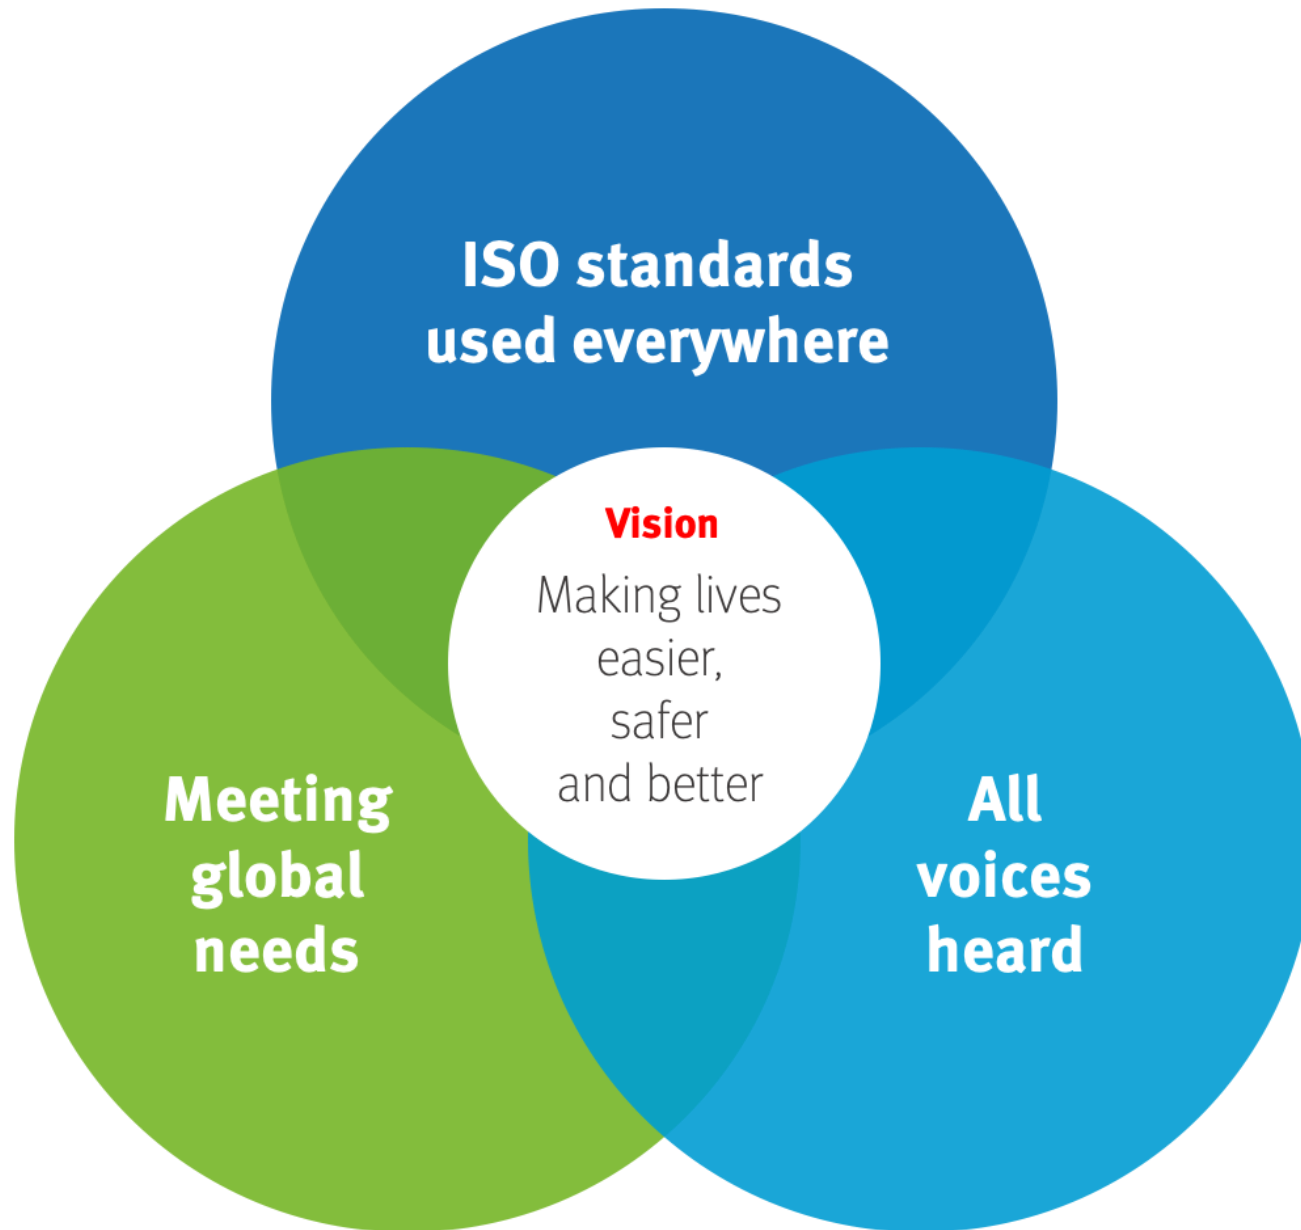 ISO standards
used everywhere
Vision
Making lives
easier,
safer
and better
Meeting
global
needs
All
voices
heard